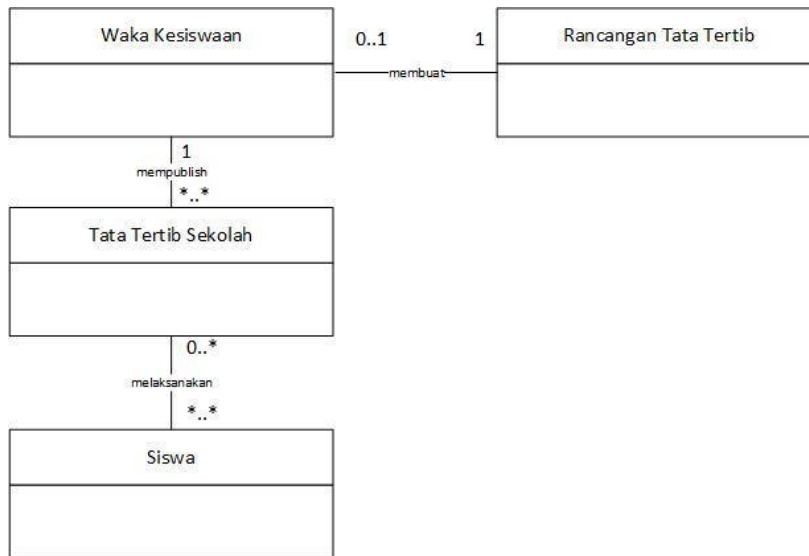 Waka Kesiswaan
0..1
1
Rancangan Tata Tertib
membuat
1
mempublish
*..*
Tata Tertib Sekolah
0..*
melaksanakan
*..*
Siswa